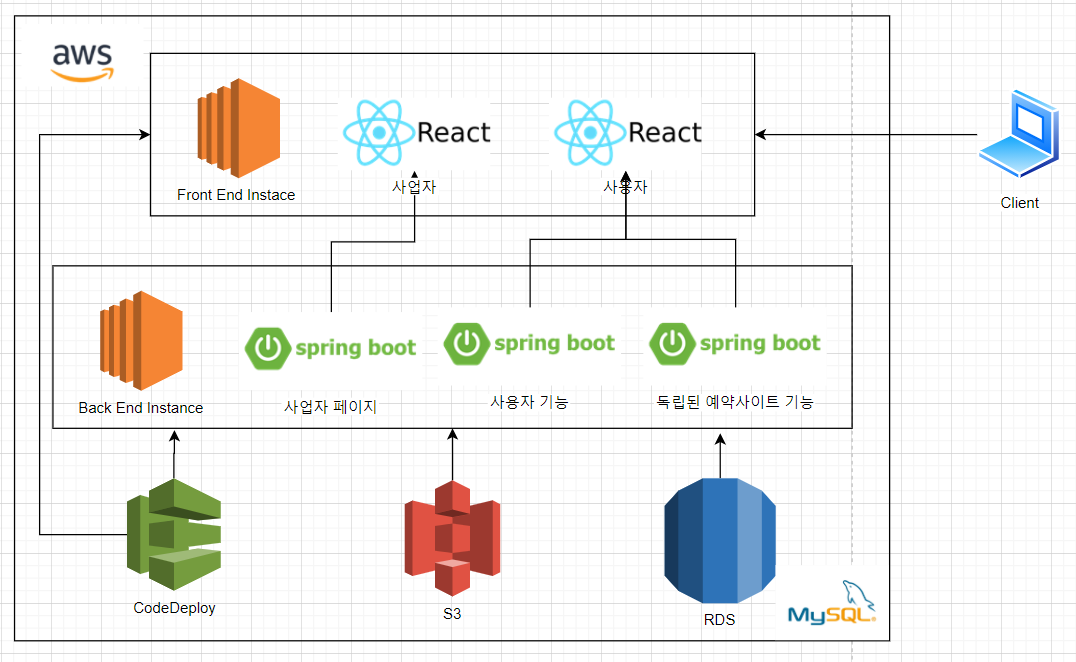 aws
React
React
사업자
사용자
Front End Instace
Client
spring boot
spring boot
spring boot
Back End Instance
사업자 페이지
사용자 기능
독립된 예약사이트 기능
CodeDeploy
S3
RDS
MySQL